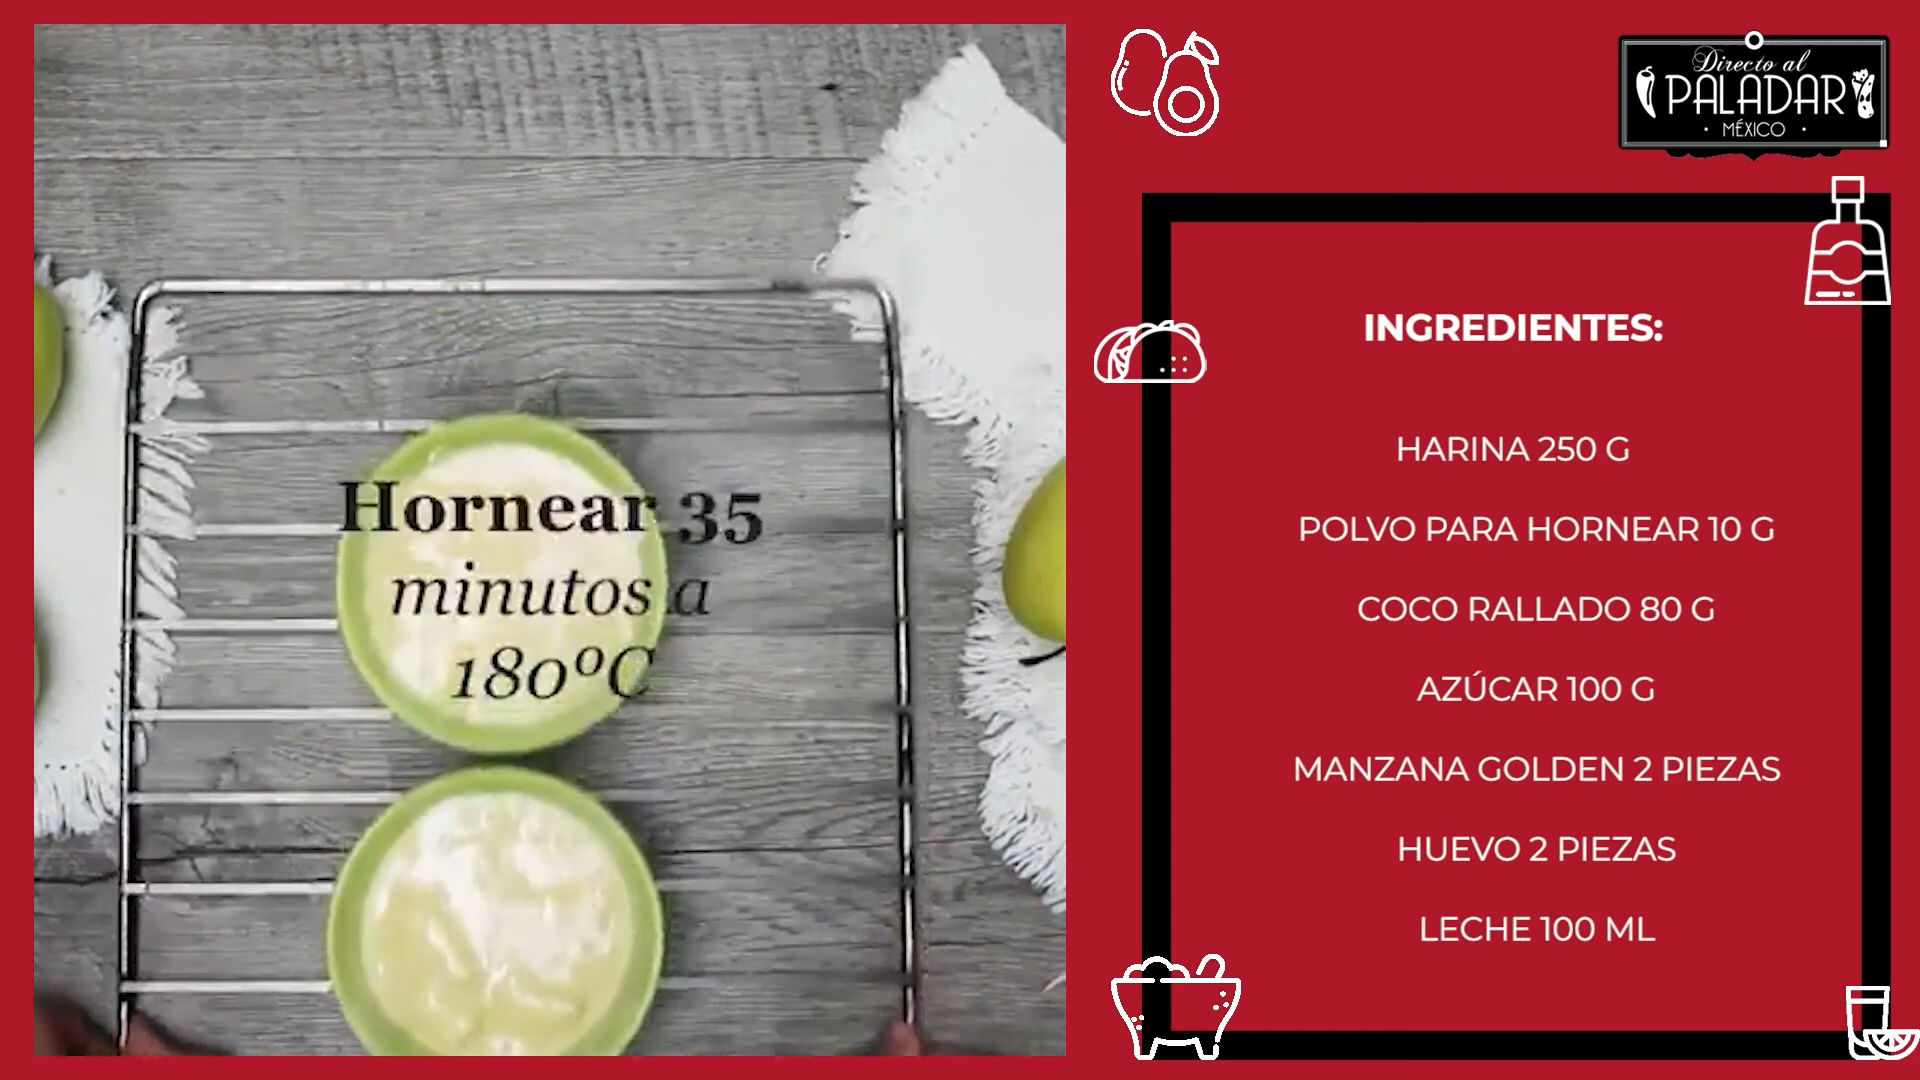 Directo al
PALADAR
· MÉXICO ·
Hornear 35
minutos a
180ºC
INGREDIENTES:
HARINA 250 G
POLVO PARA HORNEAR 10 G
COCO RALLADO 80 G
AZÚCAR 100 G
MANZANA GOLDEN 2 PIEZAS
HUEVO 2 PIEZAS
LECHE 100 ML